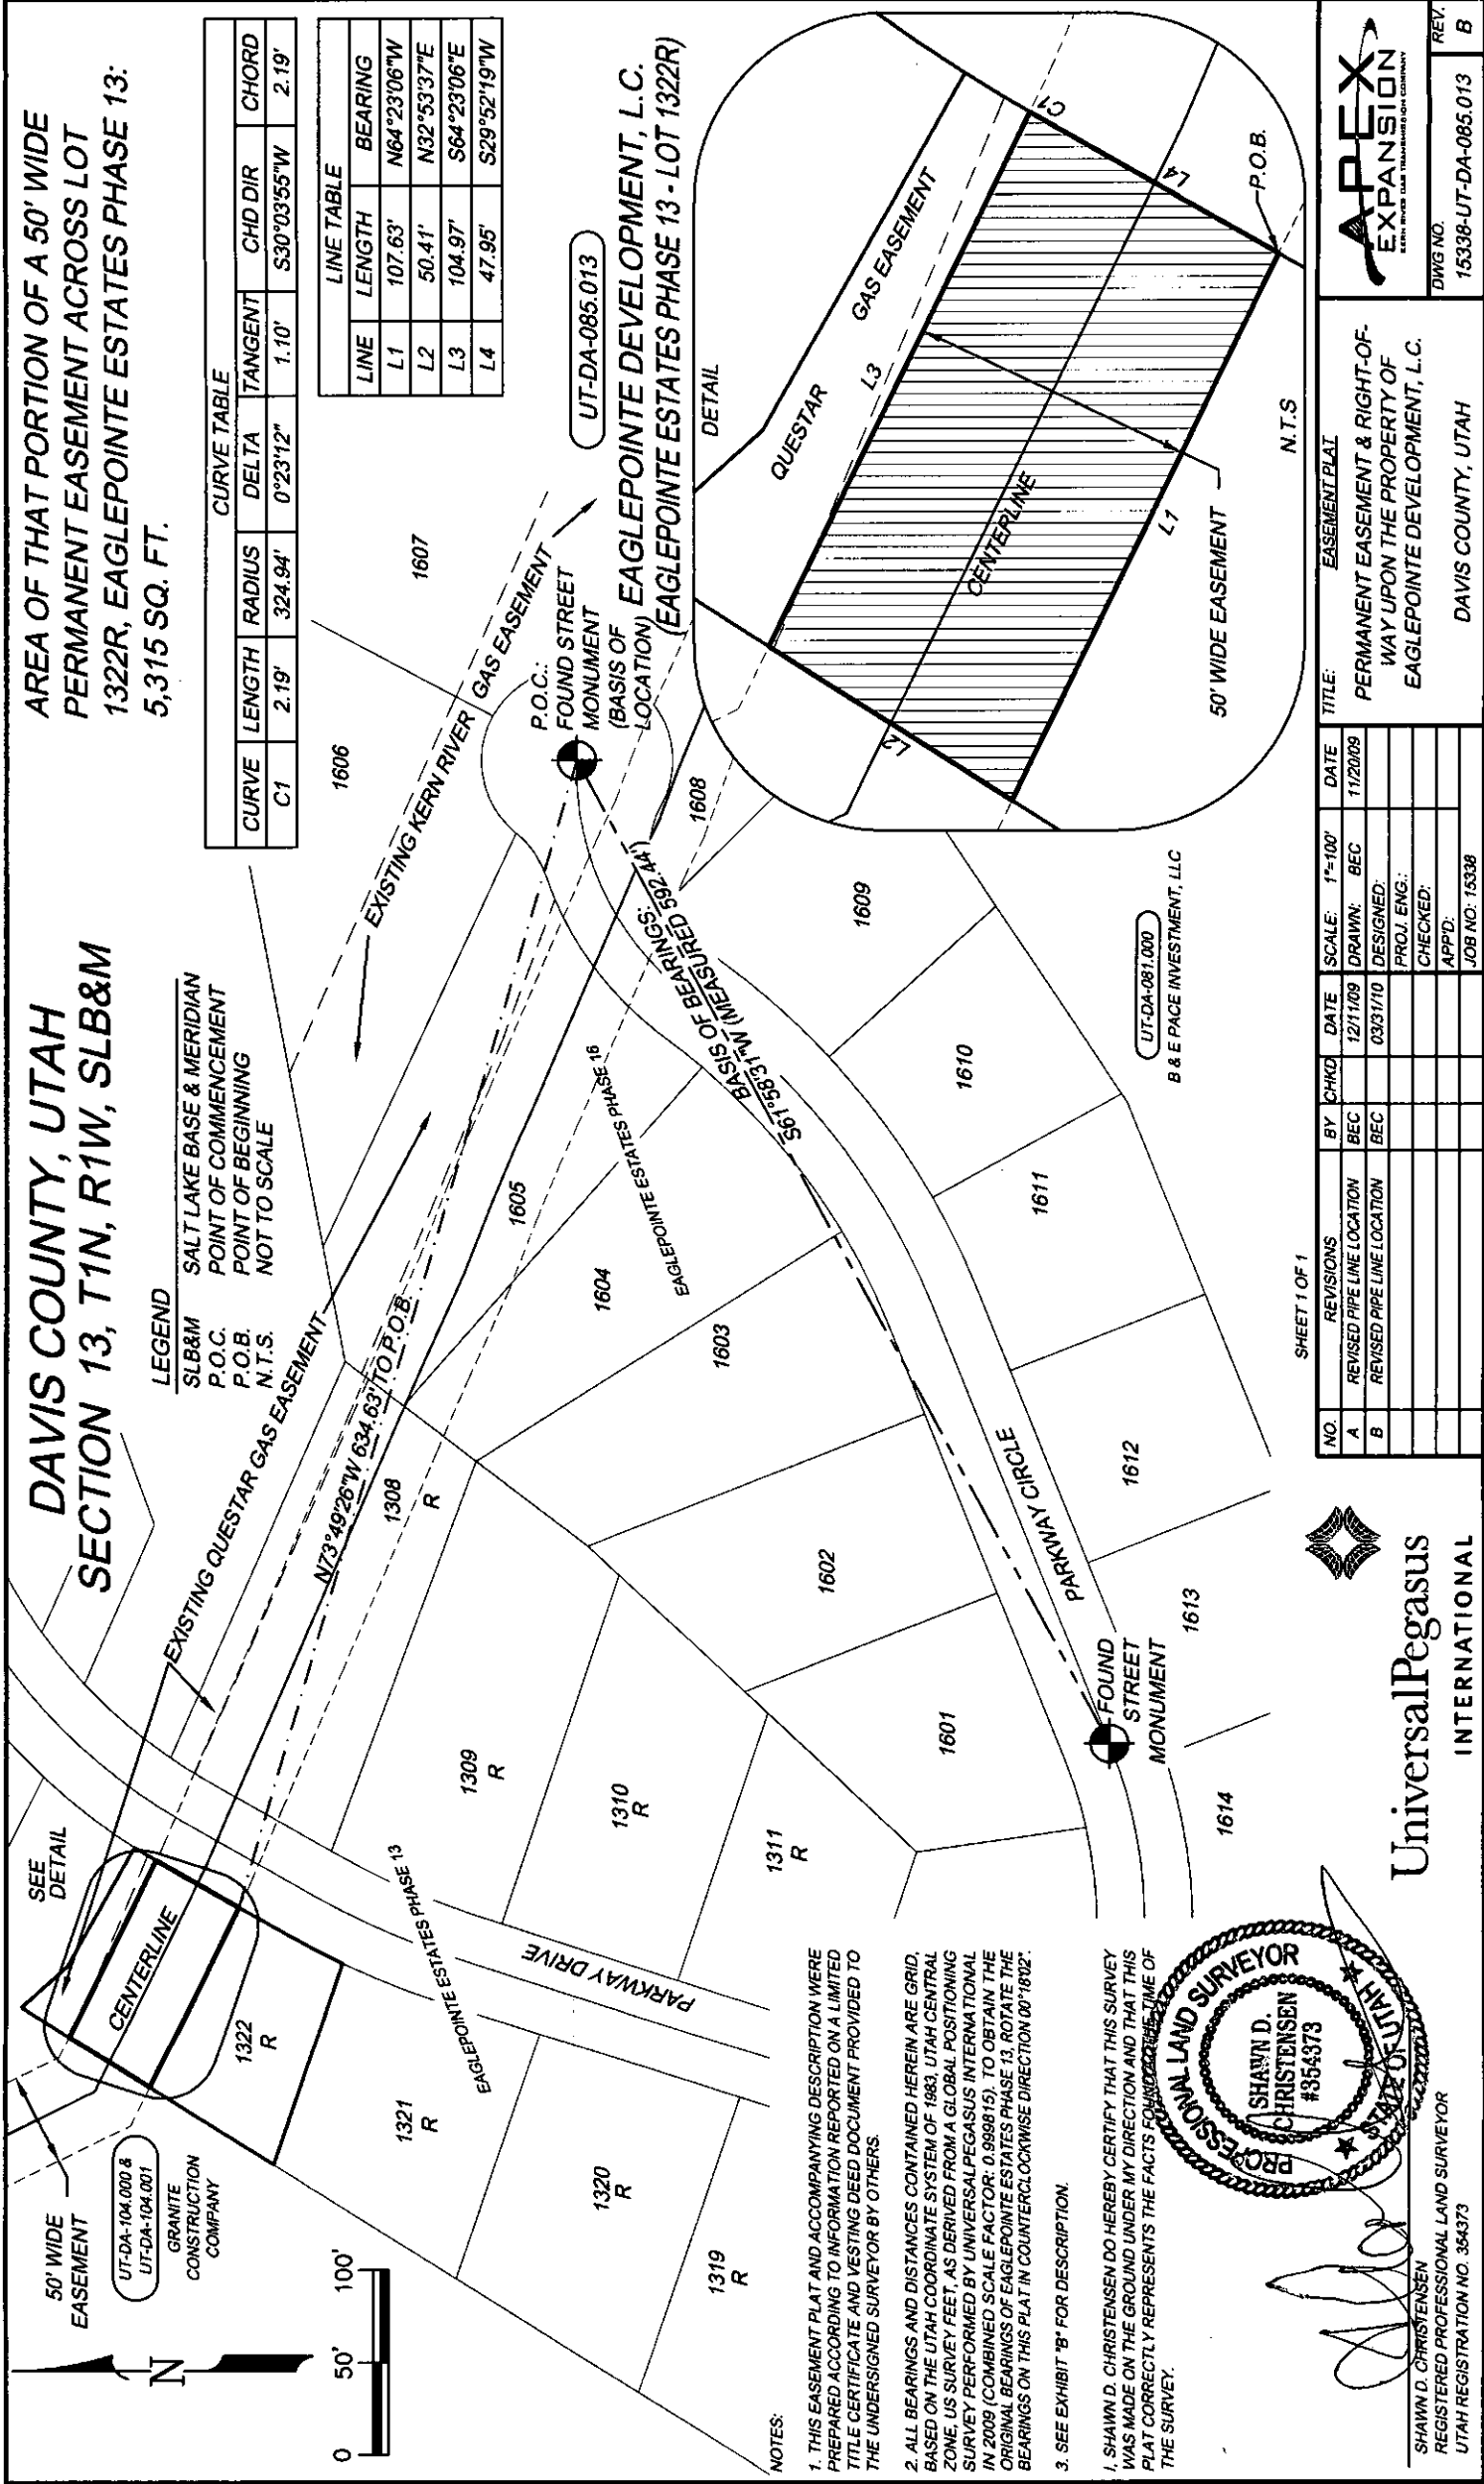 DAVIS COUNTY, UTAH
SECTION 13, T1N, R1W, SLB&M
AREA OF THAT PORTION OF A 50' WIDE
PERMANENT EASEMENT ACROSS LOT
1322R, EAGLEPOINTE ESTATES PHASE 13:
5,315 SQ. FT.
LEGEND
SLB&M SALT LAKE BASE & MERIDIAN
P.O.C. POINT OF COMMENCEMENT
P.O.B. POINT OF BEGINNING
N.T.S. NOT TO SCALE
CURVE TABLE
CURVE LENGTH RADIUS DELTA TANGENT CHD DIR CHORD
C1 2.19' 324.94' 0°23'12" 1.10' S30°03'55"W 2.19'
LINE TABLE
LINE LENGTH BEARING
L1 107.63' N64°23'06"W
L2 50.41' N32°53'37"E
L3 104.97' S64°23'06"E
L4 47.95' S29°52'19"W
UT-DA-085.013
EAGLEPOINTE DEVELOPMENT, L.C.
(EAGLEPOINTE ESTATES PHASE 13 - LOT 1322R)
DETAIL
QUESTAR GAS EASEMENT
L3
C1
L4
P.O.B.
CENTERLINE
L2
L1
50' WIDE EASEMENT
N.T.S
50' WIDE
EASEMENT
UT-DA-104.000 &
UT-DA-104.001
GRANITE
CONSTRUCTION
COMPANY
N
0 50' 100'
SEE
DETAIL
CENTERLINE
1322
R
EXISTING QUESTAR GAS EASEMENT
N73°49'26"W 634.63' TO P.O.B.
EXISTING KERN RIVER GAS EASEMENT
P.O.C.:
FOUND STREET
MONUMENT
(BASIS OF
LOCATION)
BASIS OF BEARINGS:
S61°58'31"W (MEASURED 592.44')
EAGLEPOINTE ESTATES PHASE 13
EAGLEPOINTE ESTATES PHASE 16
PARKWAY DRIVE
PARKWAY CIRCLE
FOUND
STREET
MONUMENT
1321
R
1320
R
1319
R
1308
R
1309
R
1310
R
1311
R
1601
1602
1603
1604
1605
1606
1607
1608
1609
1610
1611
1612
1613
1614
UT-DA-081.000
B & E PACE INVESTMENT, LLC
NOTES:
1. THIS EASEMENT PLAT AND ACCOMPANYING DESCRIPTION WERE
PREPARED ACCORDING TO INFORMATION REPORTED ON A LIMITED
TITLE CERTIFICATE AND VESTING DEED DOCUMENT PROVIDED TO
THE UNDERSIGNED SURVEYOR BY OTHERS.
2. ALL BEARINGS AND DISTANCES CONTAINED HEREIN ARE GRID,
BASED ON THE UTAH COORDINATE SYSTEM OF 1983, UTAH CENTRAL
ZONE, US SURVEY FEET, AS DERIVED FROM A GLOBAL POSITIONING
SURVEY PERFORMED BY UNIVERSALPEGASUS INTERNATIONAL
IN 2009 (COMBINED SCALE FACTOR: 0.999815). TO OBTAIN THE
ORIGINAL BEARINGS OF EAGLEPOINTE ESTATES PHASE 13, ROTATE THE
BEARINGS ON THIS PLAT IN COUNTERCLOCKWISE DIRECTION 00°18'02".
3. SEE EXHIBIT "B" FOR DESCRIPTION.
I, SHAWN D. CHRISTENSEN DO HEREBY CERTIFY THAT THIS SURVEY
WAS MADE ON THE GROUND UNDER MY DIRECTION AND THAT THIS
PLAT CORRECTLY REPRESENTS THE FACTS FOUND AT THE TIME OF
THE SURVEY.
PROFESSIONAL LAND SURVEYOR
SHAWN D.
CHRISTENSEN
#354373
STATE OF UTAH
SHAWN D. CHRISTENSEN
REGISTERED PROFESSIONAL LAND SURVEYOR
UTAH REGISTRATION NO. 354373
UniversalPegasus
INTERNATIONAL
SHEET 1 OF 1
NO. REVISIONS BY CHKD DATE
A REVISED PIPE LINE LOCATION BEC 12/11/09
B REVISED PIPE LINE LOCATION BEC 03/31/10
SCALE: 1"=100' DATE
DRAWN: BEC 11/20/09
DESIGNED:
PROJ. ENG.:
CHECKED:
APP'D:
JOB NO: 15338
TITLE: EASEMENT PLAT
PERMANENT EASEMENT & RIGHT-OF-
WAY UPON THE PROPERTY OF
EAGLEPOINTE DEVELOPMENT, L.C.
DAVIS COUNTY, UTAH
APEX
EXPANSION
KERN RIVER GAS TRANSMISSION COMPANY
DWG NO. REV.
15338-UT-DA-085.013 B